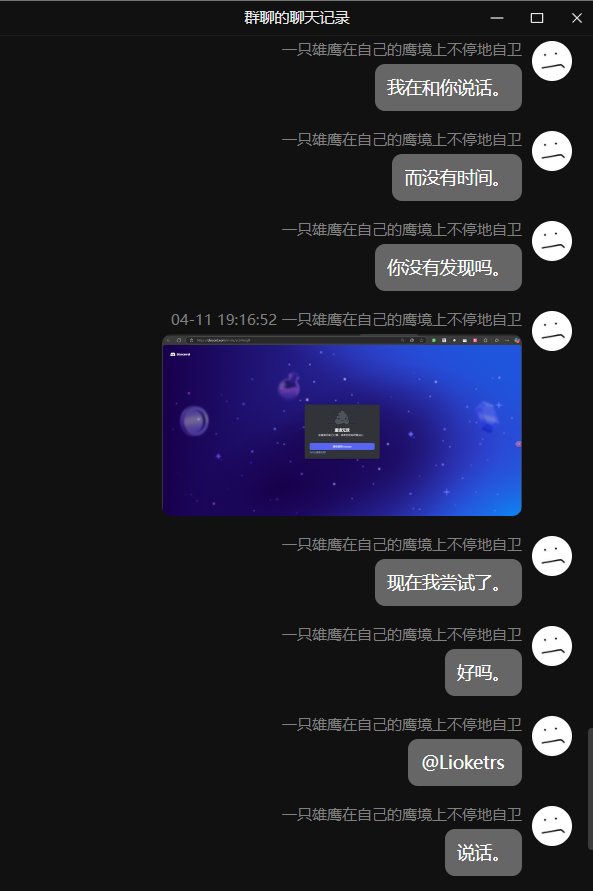 群聊的聊天记录
一只雄鹰在自己的鹰境上不停地自卫
我在和你说话。
一只雄鹰在自己的鹰境上不停地自卫
而没有时间。
一只雄鹰在自己的鹰境上不停地自卫
你没有发现吗。
04-11 19:16:52 一只雄鹰在自己的鹰境上不停地自卫
Discord
邀请无效
一只雄鹰在自己的鹰境上不停地自卫
现在我尝试了。
一只雄鹰在自己的鹰境上不停地自卫
好吗。
一只雄鹰在自己的鹰境上不停地自卫
@Lioketrs
一只雄鹰在自己的鹰境上不停地自卫
说话。